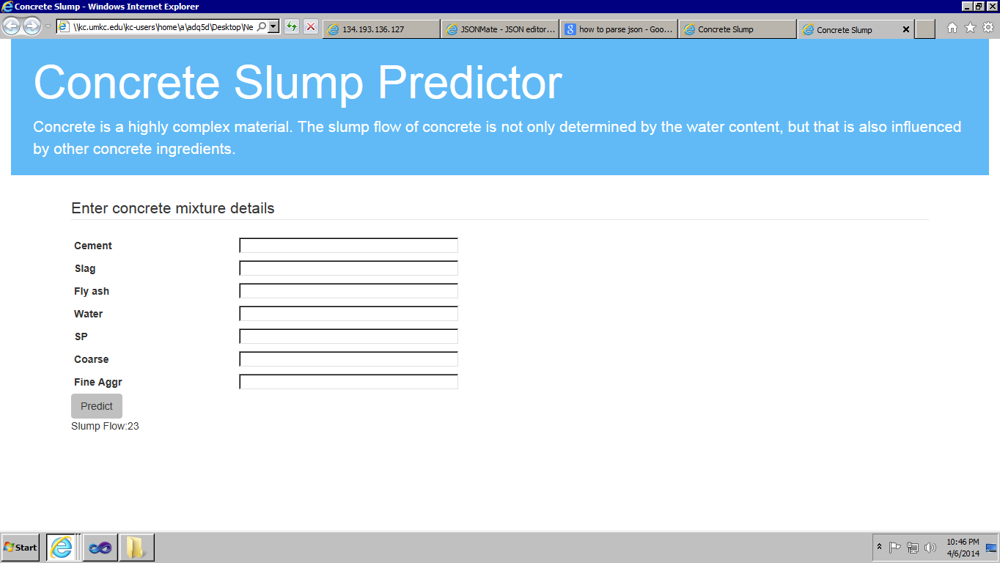 Concrete Slump - Windows Internet Explorer
\\kc.umkc.edu\kc-users\home\a\adq5d\Desktop\Ne
134.193.136.127
JSONMate - JSON editor...
how to parse json - Goo...
Concrete Slump
Concrete Slump
Concrete Slump Predictor
Concrete is a highly complex material. The slump flow of concrete is not only determined by the water content, but that is also influenced
by other concrete ingredients.
Enter concrete mixture details
Cement
Slag
Fly ash
Water
SP
Coarse
Fine Aggr
Predict
Slump Flow:23
Start
10:46 PM
4/6/2014